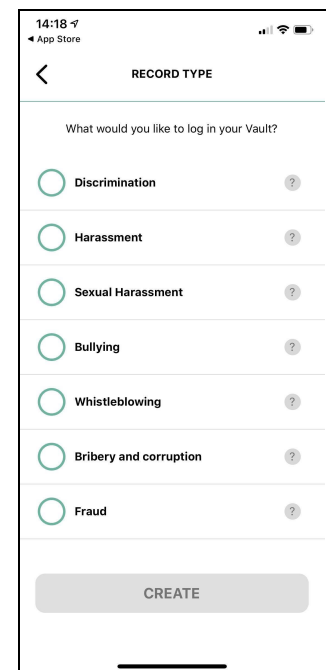 14:18
◀ App Store
RECORD TYPE
What would you like to log in your Vault?
Discrimination ?
Harassment ?
Sexual Harassment ?
Bullying ?
Whistleblowing ?
Bribery and corruption ?
Fraud ?
CREATE